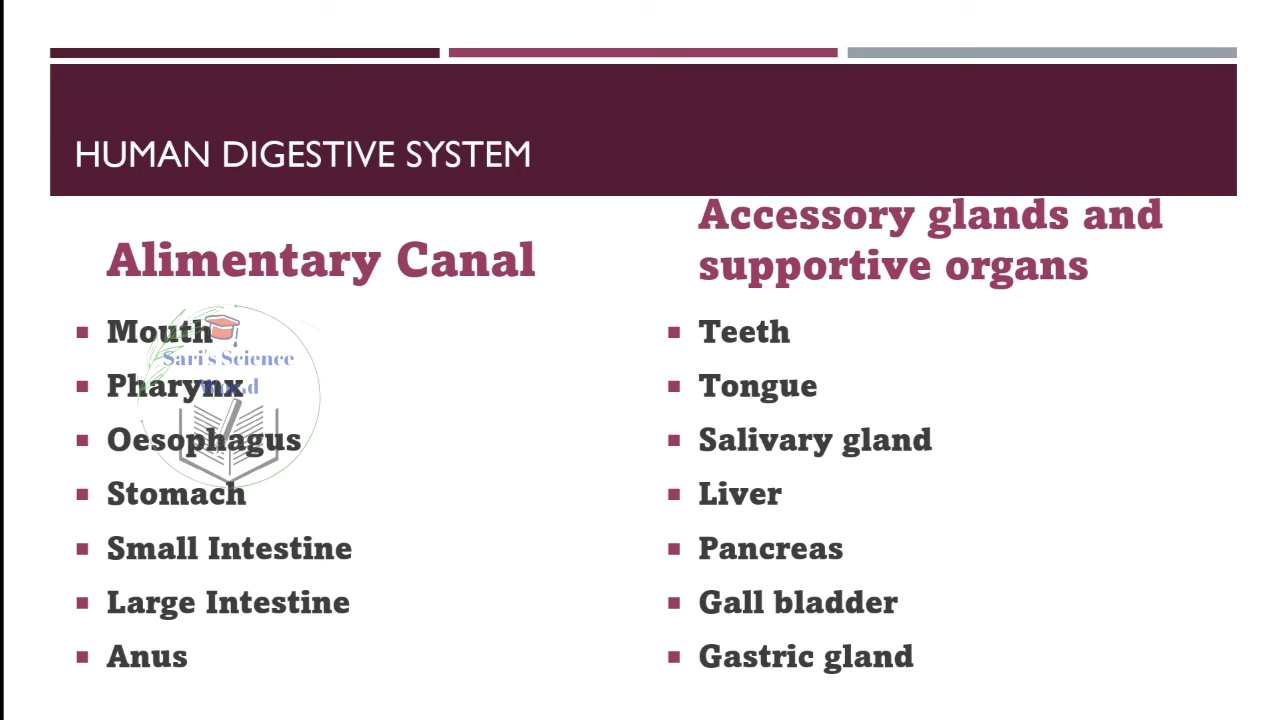 HUMAN DIGESTIVE SYSTEM
Alimentary Canal
Mouth
Pharynx
Oesophagus
Stomach
Small Intestine
Large Intestine
Anus
Accessory glands and
supportive organs
Teeth
Tongue
Salivary gland
Liver
Pancreas
Gall bladder
Gastric gland
Sari's Science
World